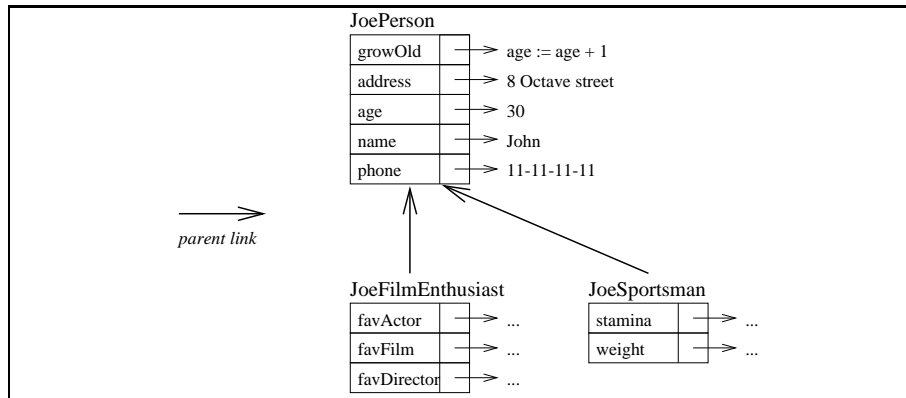 JoePerson
growOld age := age + 1
address 8 Octave street
age 30
name John
phone 11-11-11-11
parent link
JoeFilmEnthusiast JoeSportsman
favActor ... stamina ...
favFilm ... weight ...
favDirector ...